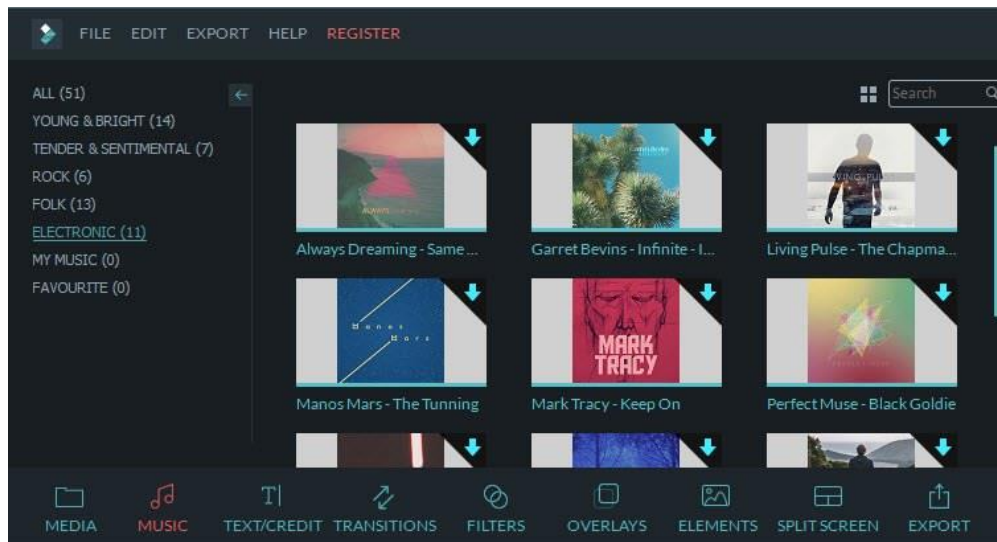 FILE EDIT EXPORT HELP REGISTER
ALL (51)
YOUNG & BRIGHT (14)
TENDER & SENTIMENTAL (7)
ROCK (6)
FOLK (13)
ELECTRONIC (11)
MY MUSIC (0)
FAVOURITE (0)
Search
ALWAYS
Always Dreaming - Same ...
Garret Bevins - Infinite - I...
Living Pulse - The Chapma...
Manos
Mars
MARK
TRACY
Manos Mars - The Tunning
Mark Tracy - Keep On
Perfect Muse - Black Goldie
MEDIA MUSIC TEXT/CREDIT TRANSITIONS FILTERS OVERLAYS ELEMENTS SPLIT SCREEN EXPORT